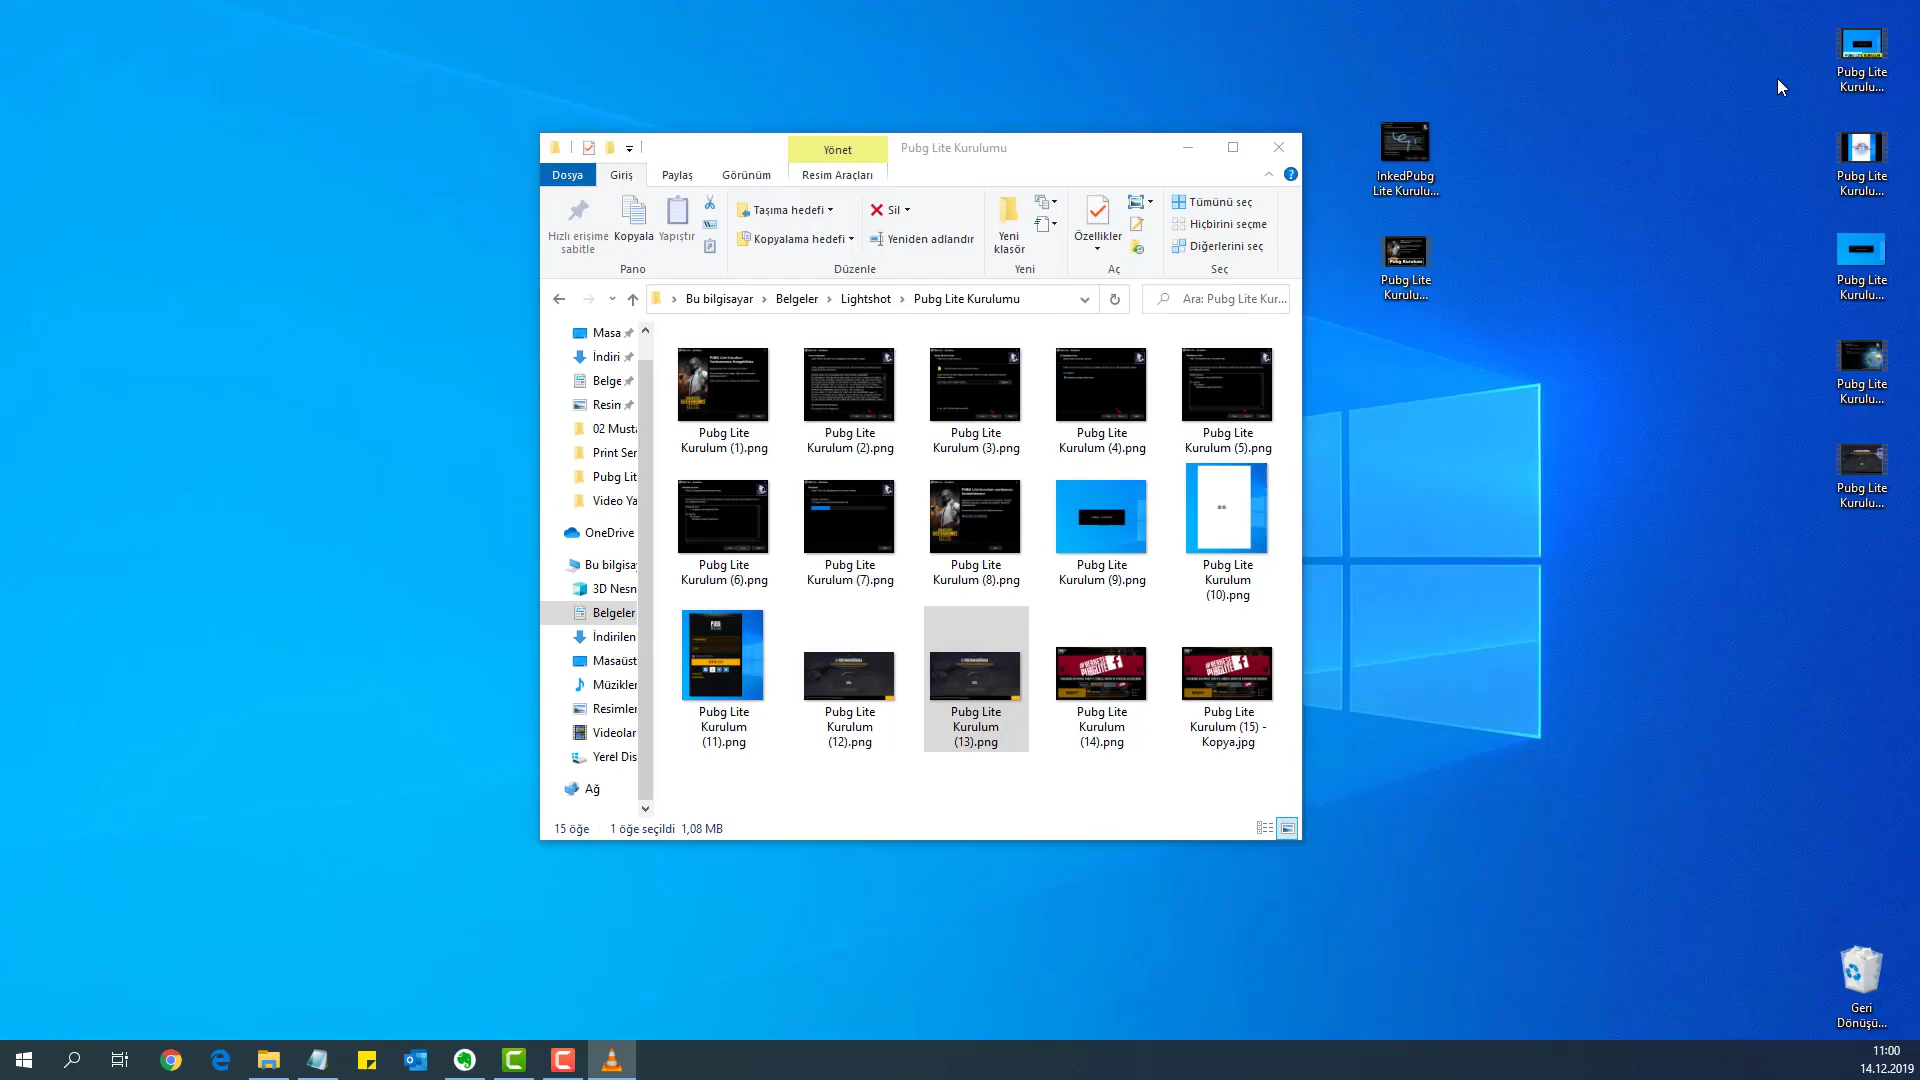 Yönet
Pubg Lite Kurulumu
Dosya
Giriş
Paylaş
Görünüm
Resim Araçları
Hızlı erişime
sabitle
Kopyala
Yapıştır
Pano
Taşıma hedefi
Kopyalama hedefi
Sil
Yeniden adlandır
Düzenle
Yeni
klasör
Yeni
Özellikler
Aç
Tümünü seç
Hiçbirini seçme
Diğerlerini seç
Seç
Bu bilgisayar
Belgeler
Lightshot
Pubg Lite Kurulumu
Ara: Pubg Lite Kur...
Masa
İndiri
Belge
Resin
02 Musta
Print Ser
Pubg Lit
Video Ya
OneDrive
Bu bilgisa
3D Nesn
Belgeler
İndirilen
Masaüst
Müzikler
Resimler
Videolar
Yerel Dis
Ağ
Pubg Lite
Kurulum (1).png
Pubg Lite
Kurulum (2).png
Pubg Lite
Kurulum (3).png
Pubg Lite
Kurulum (4).png
Pubg Lite
Kurulum (5).png
Pubg Lite
Kurulum (6).png
Pubg Lite
Kurulum (7).png
Pubg Lite
Kurulum (8).png
Pubg Lite
Kurulum (9).png
Pubg Lite
Kurulum
(10).png
Pubg Lite
Kurulum
(11).png
Pubg Lite
Kurulum
(12).png
Pubg Lite
Kurulum
(13).png
Pubg Lite
Kurulum
(14).png
Pubg Lite
Kurulum (15) -
Kopya.jpg
15 öğe
1 öğe seçildi 1,08 MB
InkedPubg
Lite Kurulu...
Pubg Lite
Kurulu...
Pubg Lite
Kurulu...
Pubg Lite
Kurulu...
Pubg Lite
Kurulu...
Pubg Lite
Kurulu...
Pubg Lite
Kurulu...
Geri
Dönüşü...
11:00
14.12.2019